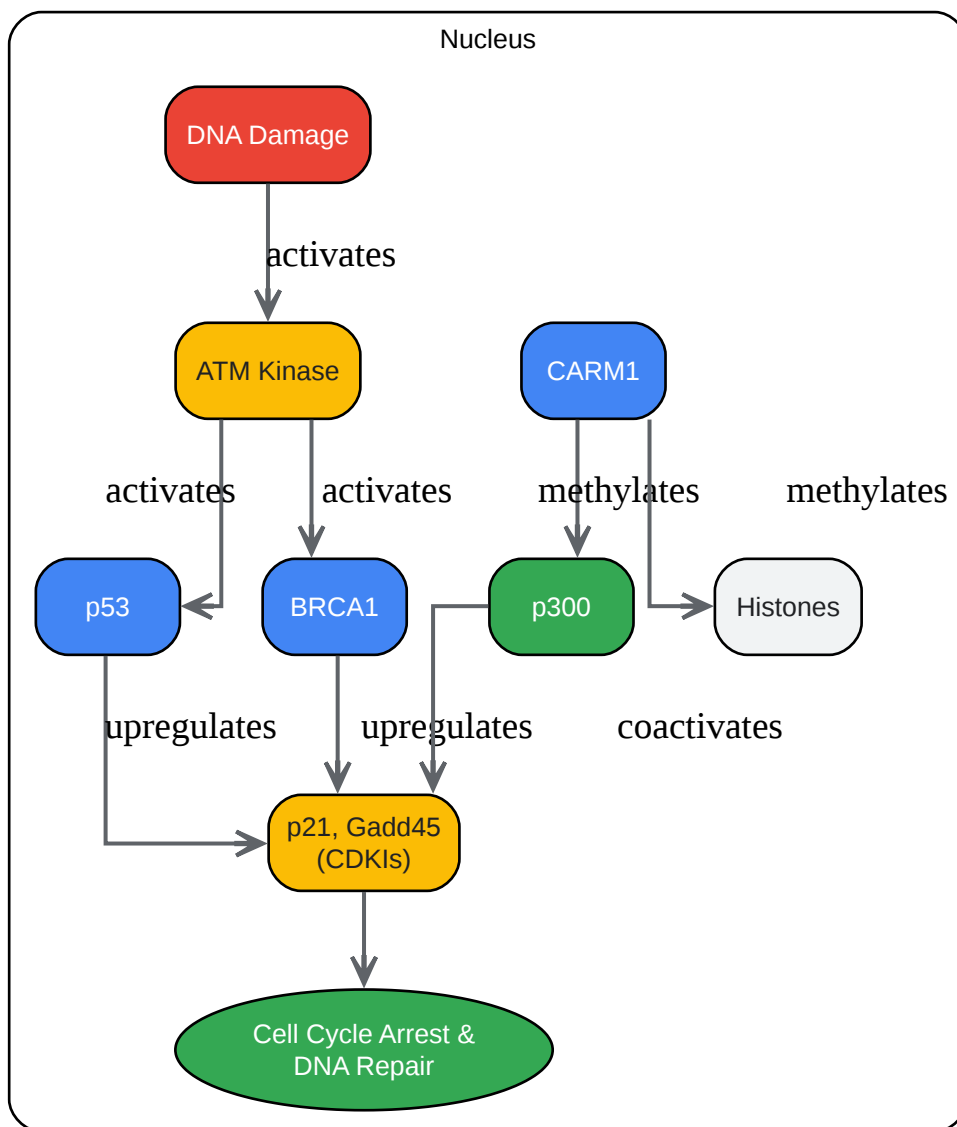 Nucleus
DNA Damage
activates
ATM Kinase
CARM1
activates
activates
methylates
methylates
p53
BRCA1
p300
Histones
upregulates
upregulates
coactivates
p21, Gadd45
(CDKIs)
Cell Cycle Arrest &
DNA Repair